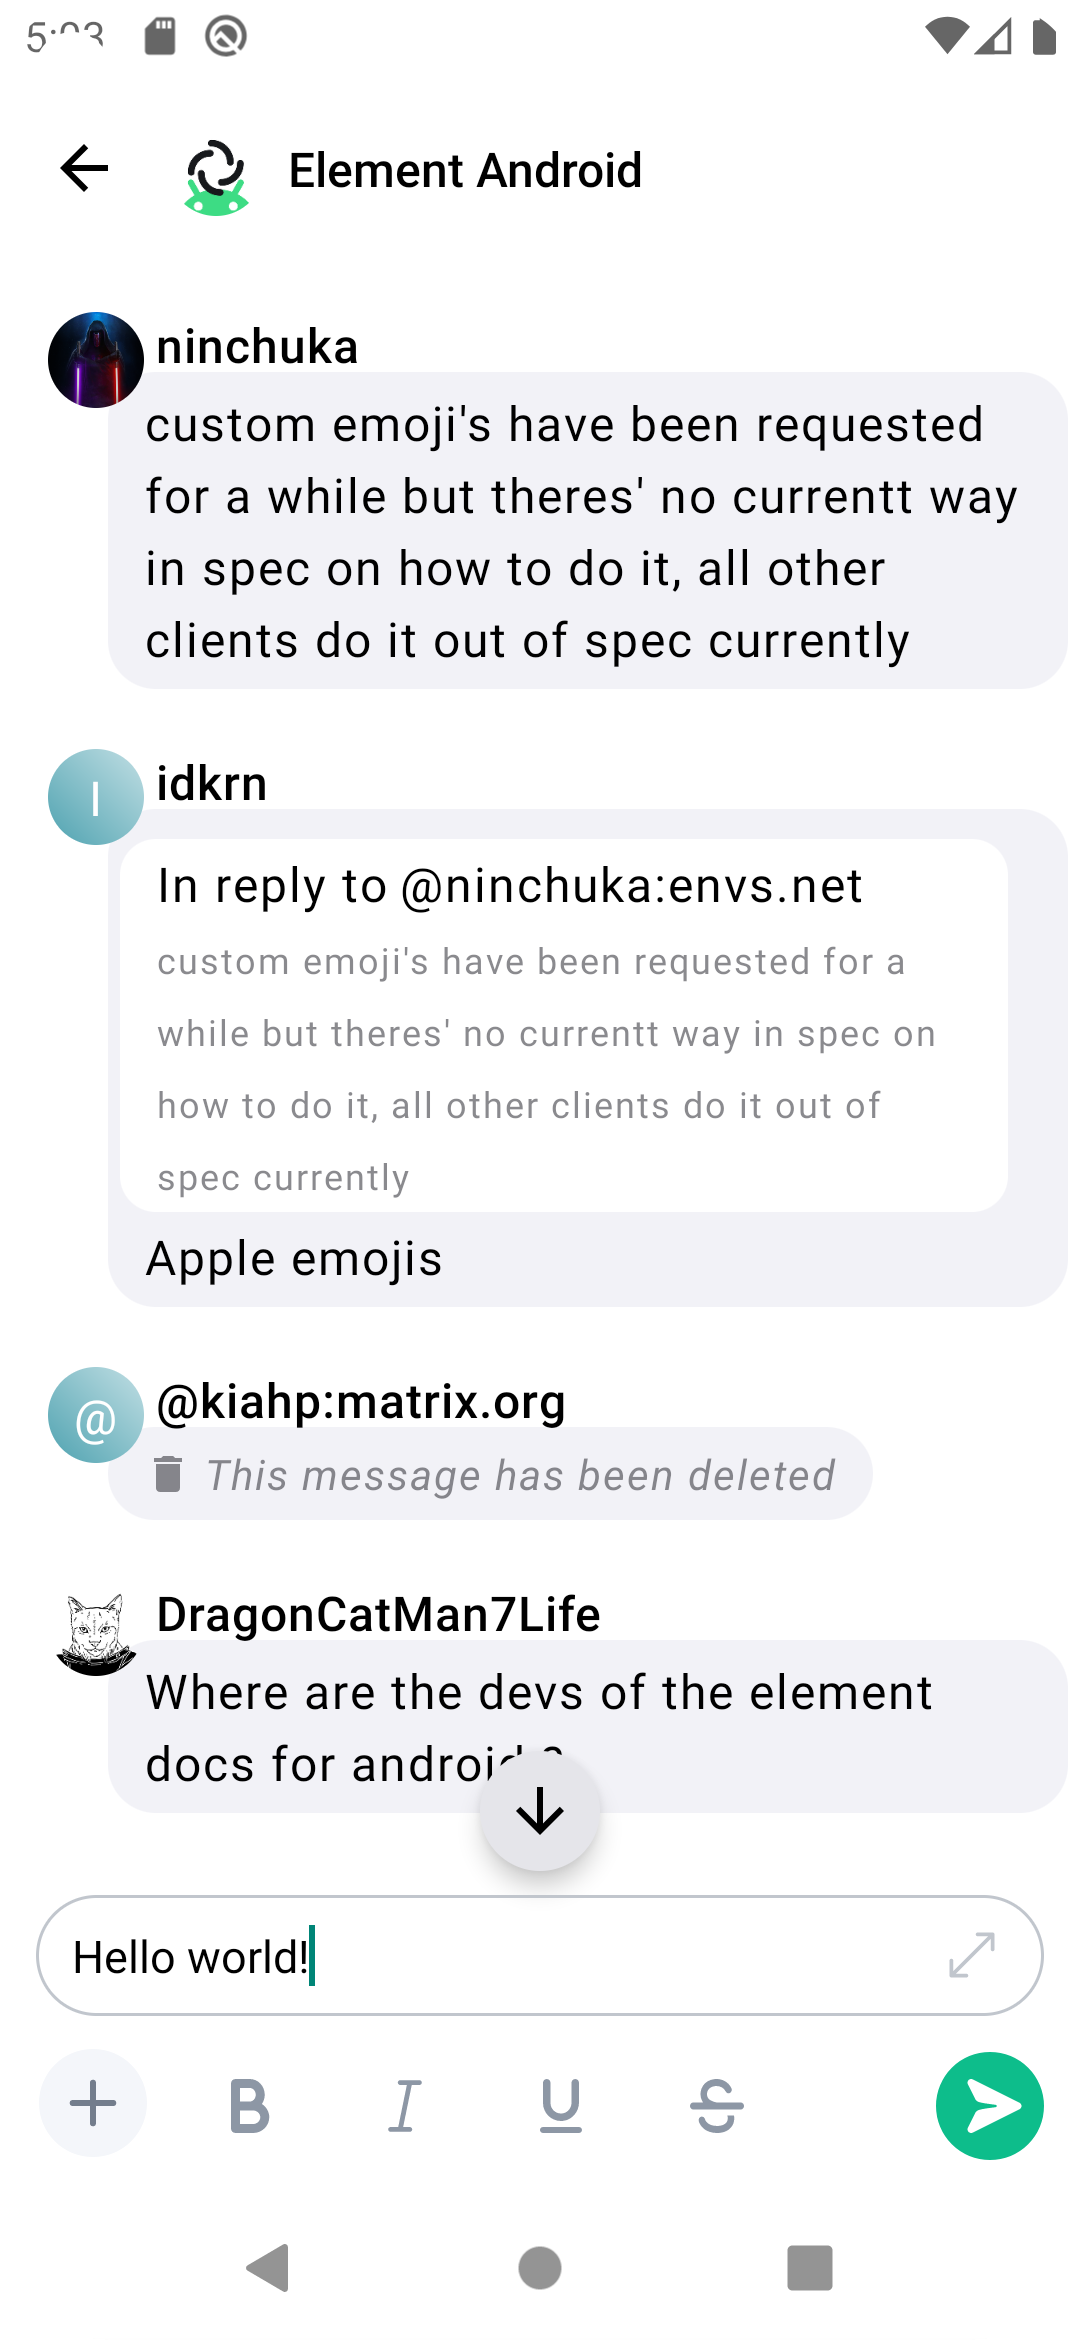 Element Android
ninchuka
custom emoji's have been requested
for a while but theres' no currentt way
in spec on how to do it, all other
clients do it out of spec currently
I
idkrn
In reply to @ninchuka:envs.net
custom emoji's have been requested for a
while but theres' no currentt way in spec on
how to do it, all other clients do it out of
spec currently
Apple emojis
@
@kiahp:matrix.org
This message has been deleted
DragonCatMan7Life
Where are the devs of the element
docs for android ?
Hello world!
B I U S